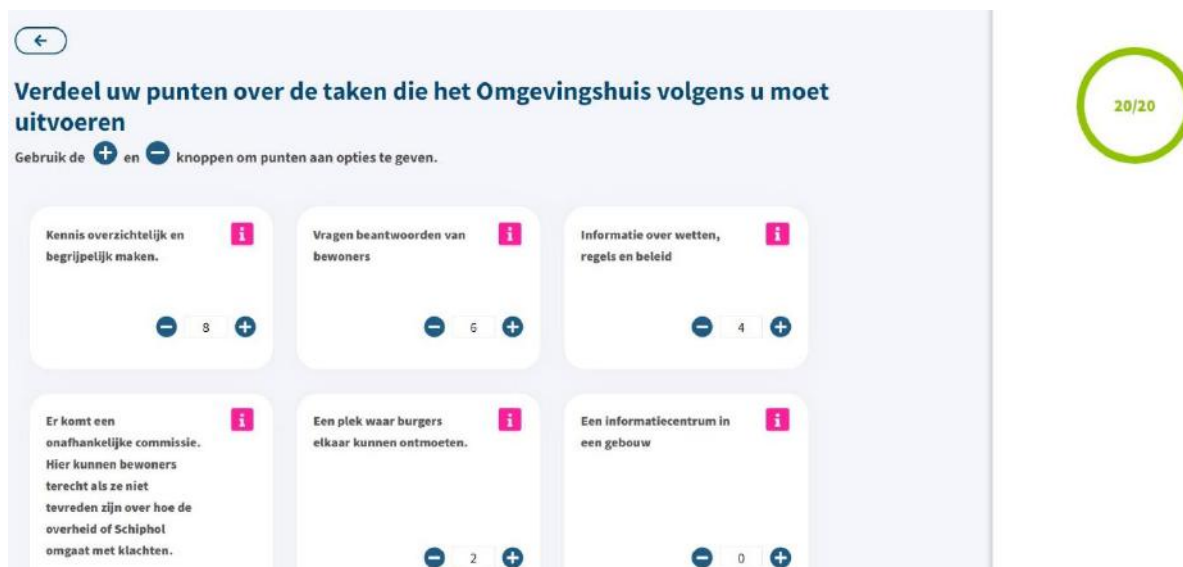 Verdeel uw punten over de taken die het Omgevingshuis volgens u moet
uitvoeren
Gebruik de + en − knoppen om punten aan opties te geven.
20/20
Kennis overzichtelijk en
begrijpelijk maken.
8
Vragen beantwoorden van
bewoners
6
Informatie over wetten,
regels en beleid
4
Er komt een
onafhankelijke commissie.
Hier kunnen bewoners
terecht als ze niet
tevreden zijn over hoe de
overheid of Schiphol
omgaat met klachten.
Een plek waar burgers
elkaar kunnen ontmoeten.
2
Een informatiecentrum in
een gebouw
0